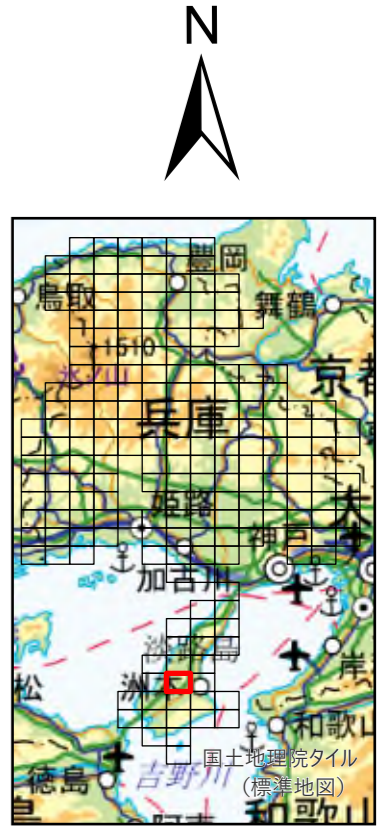 N
豊岡
鳥取
舞鶴
1510
氷ノ山
京都
兵庫
姫路
大
神戸
加古川
淡路島
松
洲本
岸
和歌山
国土地理院タイル
徳島
吉野川
(標準地図)
和歌山